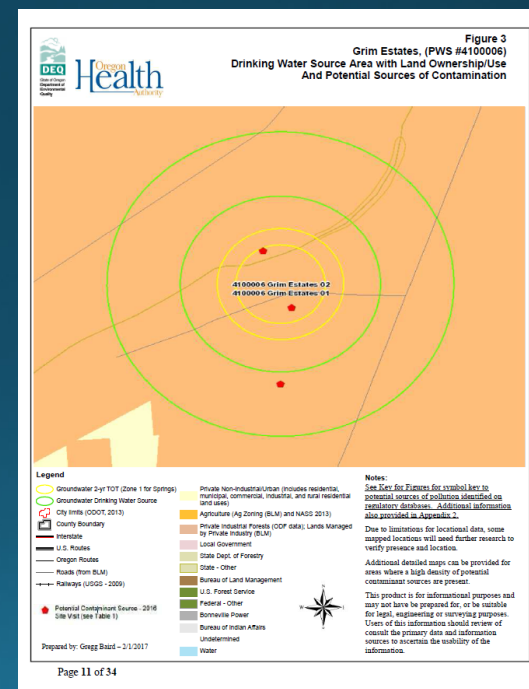 DEQ
State of Oregon
Department of
Environmental
Quality
Oregon
Health
Authority
Figure 3
Grim Estates, (PWS #4100006)
Drinking Water Source Area with Land Ownership/Use
And Potential Sources of Contamination
4100006 Grim Estates 02
4100006 Grim Estates 01
Legend
Groundwater 2-yr TOT (Zone 1 for Springs)
Groundwater Drinking Water Source
City limits (ODOT, 2013)
County Boundary
Interstate
U.S. Routes
Oregon Routes
Roads (from BLM)
Railways (USGS - 2009)
Potential Contaminant Source - 2016
Site Visit (see Table 1)
Prepared by: Gregg Baird – 2/1/2017
Private Non-Industrial/Urban (Includes residential,
municipal, commercial, industrial, and rural residential
land uses)
Agriculture (Ag Zoning (BLM) and NASS 2013)
Private Industrial Forests (ODF data); Lands Managed
by Private Industry (BLM)
Local Government
State Dept. of Forestry
State - Other
Bureau of Land Management
U.S. Forest Service
Federal - Other
Bonneville Power
Bureau of Indian Affairs
Undetermined
Water
N
W
E
S
Notes:
See Key for Figures for symbol key to
potential sources of pollution identified on
regulatory databases. Additional information
also provided in Appendix 2.
Due to limitations for locational data, some
mapped locations will need further research to
verify presence and location.
Additional detailed maps can be provided for
areas where a high density of potential
contaminant sources are present.
This product is for informational purposes and
may not have be prepared for, or be suitable
for legal, engineering or surveying purposes.
Users of this information should review of
consult the primary data and information
sources to ascertain the usability of the
information.
Page 11 of 34